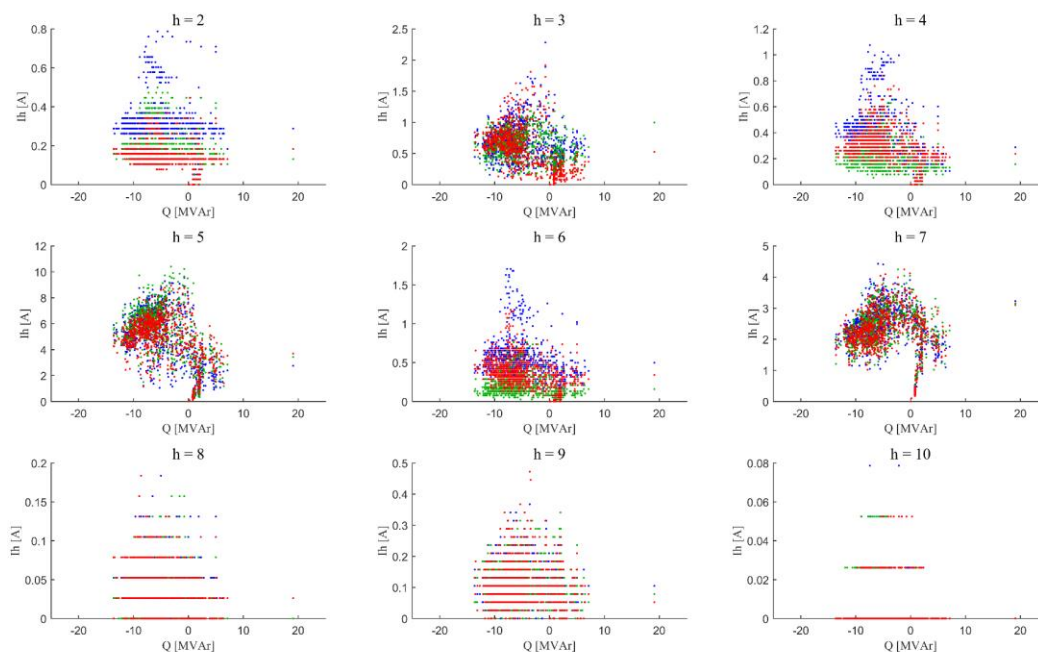 h = 2
h = 3
h = 4
0.8
0.6
0.4
0.2
0
Ih [A]
-20 -10 0 10 20
Q [MVAr]
2.5
2
1.5
1
0.5
0
Ih [A]
-20 -10 0 10 20
Q [MVAr]
1.2
1
0.8
0.6
0.4
0.2
0
Ih [A]
-20 -10 0 10 20
Q [MVAr]
h = 5
h = 6
h = 7
12
10
8
6
4
2
0
Ih [A]
-20 -10 0 10 20
Q [MVAr]
2
1.5
1
0.5
0
Ih [A]
-20 -10 0 10 20
Q [MVAr]
5
4
3
2
1
0
Ih [A]
-20 -10 0 10 20
Q [MVAr]
h = 8
h = 9
h = 10
0.2
0.15
0.1
0.05
0
Ih [A]
-20 -10 0 10 20
Q [MVAr]
0.5
0.4
0.3
0.2
0.1
0
Ih [A]
-20 -10 0 10 20
Q [MVAr]
0.08
0.06
0.04
0.02
0
Ih [A]
-20 -10 0 10 20
Q [MVAr]